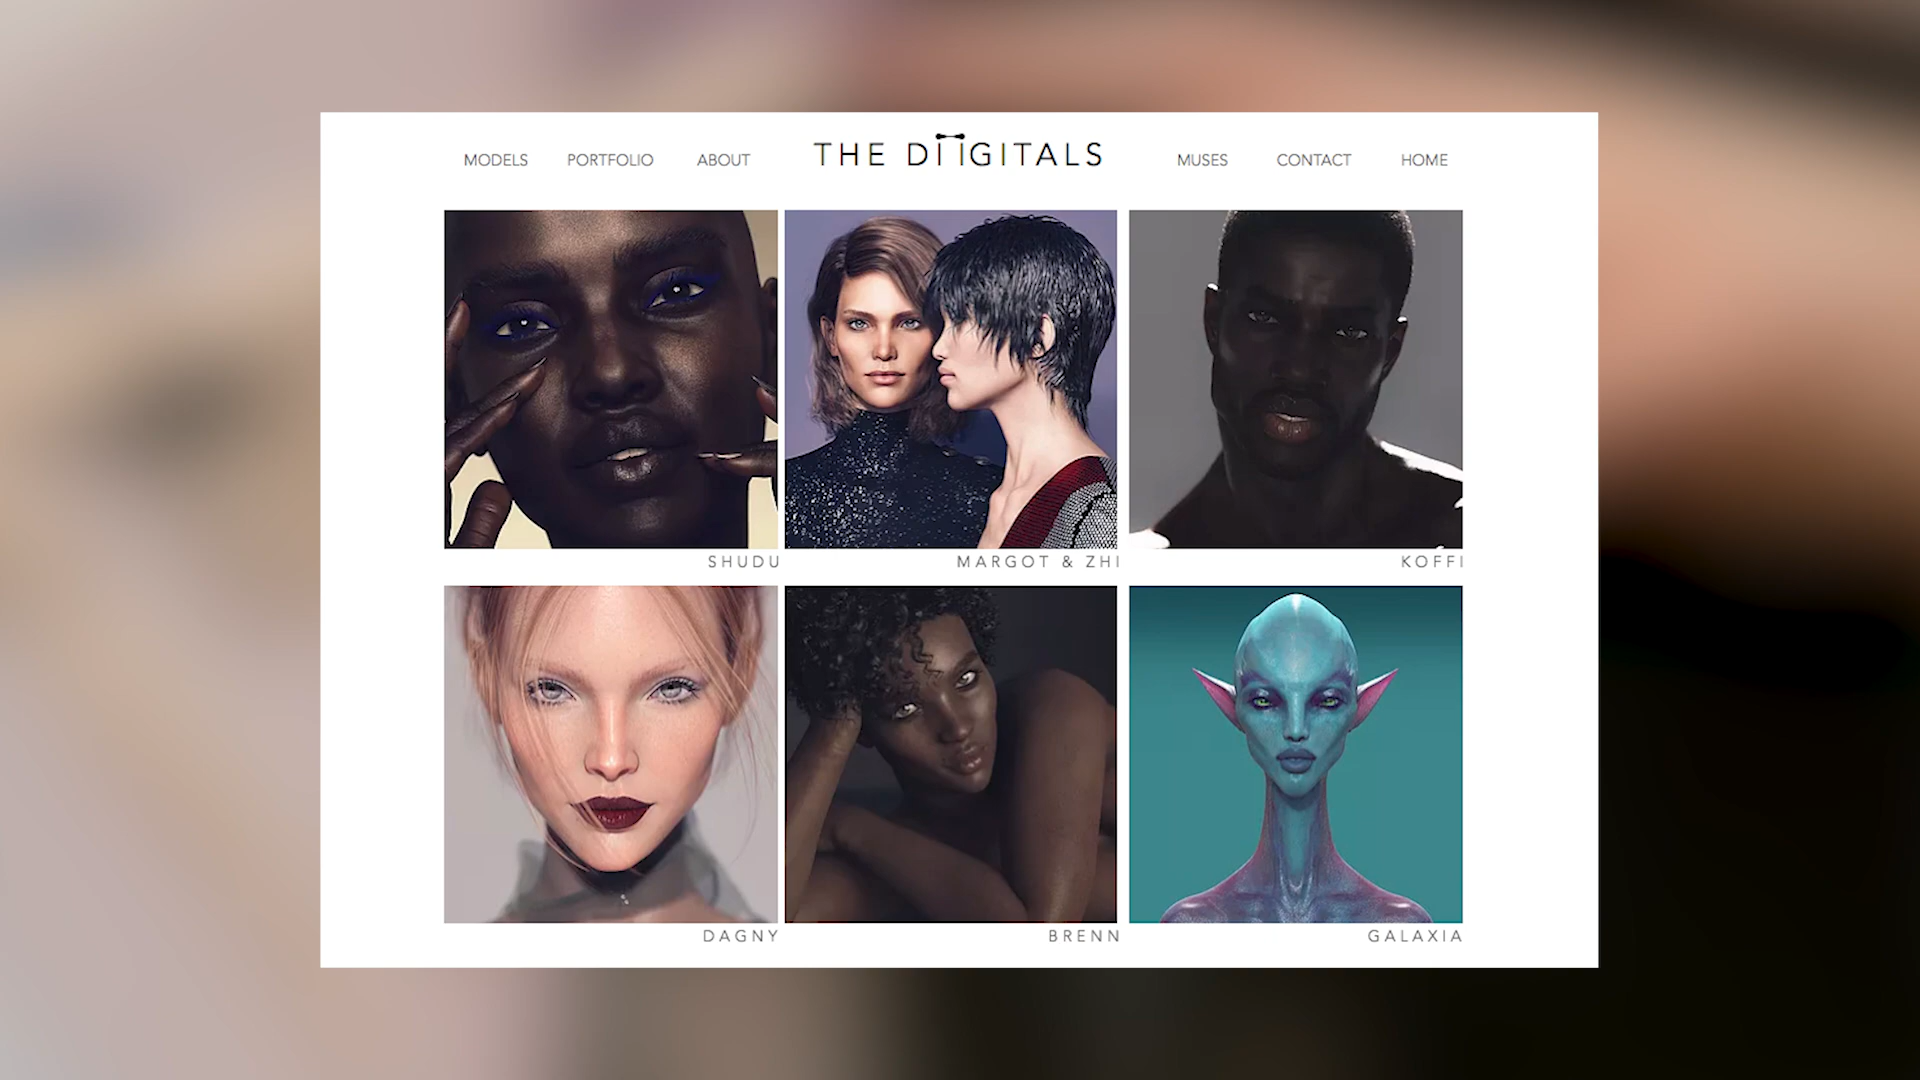 MODELS PORTFOLIO ABOUT THE DIIGITALS MUSES CONTACT HOME
SHUDU MARGOT & ZHI KOFFI
DAGNY BRENN GALAXIA